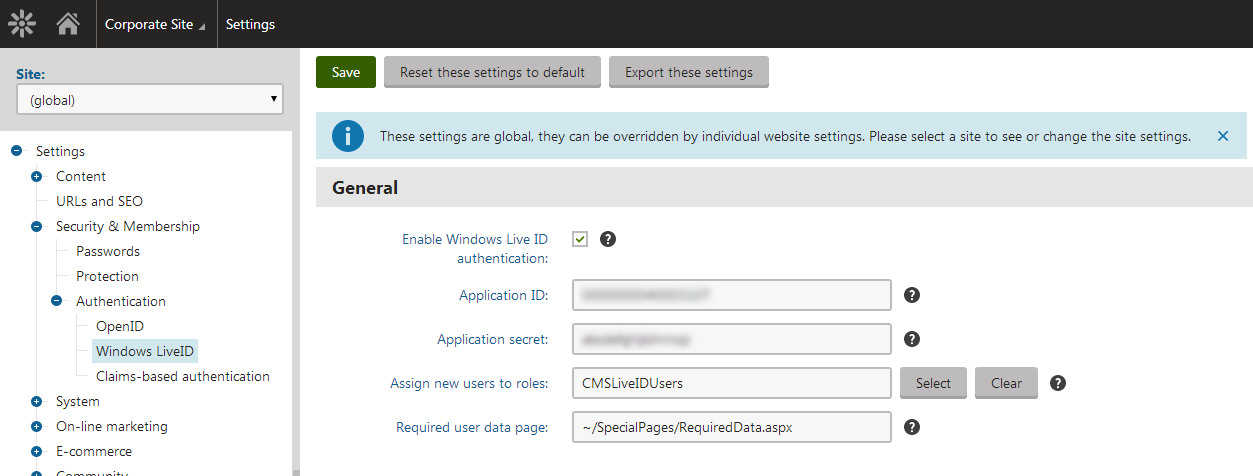 Corporate Site
Settings
Site:
(global)
Settings
Content
URLs and SEO
Security & Membership
Passwords
Protection
Authentication
OpenID
Windows LiveID
Claims-based authentication
System
On-line marketing
E-commerce
Community
Save
Reset these settings to default
Export these settings
These settings are global, they can be overridden by individual website settings. Please select a site to see or change the site settings.
General
Enable Windows Live ID
authentication:
Application ID:
Application secret:
Assign new users to roles:
CMSLiveIDUsers
Select
Clear
Required user data page:
~/SpecialPages/RequiredData.aspx